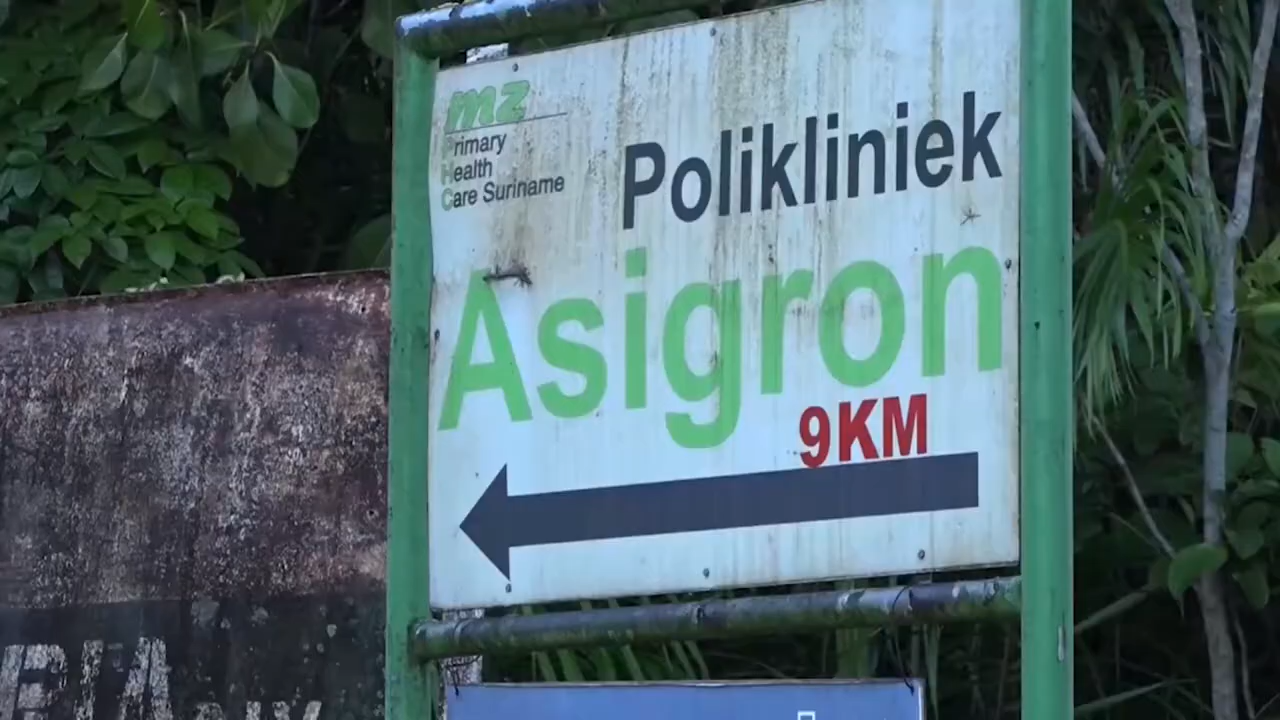 mz
Primary
Health
Care Suriname
Polikliniek
Asigron
9KM